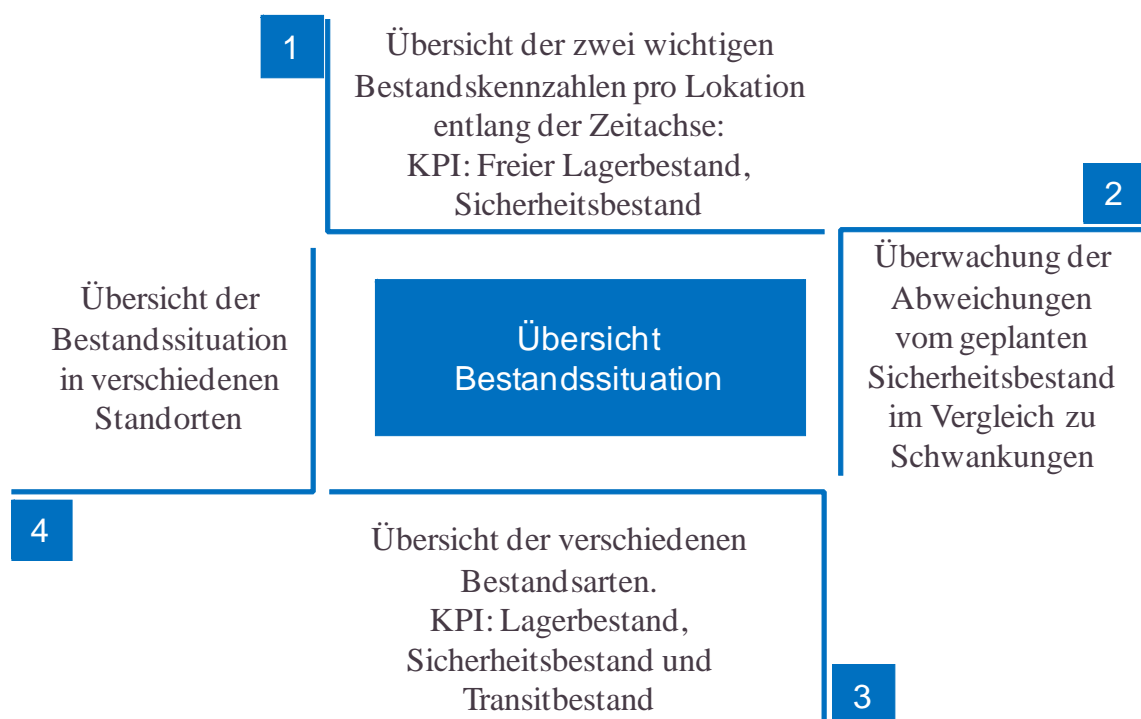 1
Übersicht der zwei wichtigen
Bestandskennzahlen pro Lokation
entlang der Zeitachse:
KPI: Freier Lagerbestand,
Sicherheitsbestand
2
Überwachung der
Abweichungen
vom geplanten
Sicherheitsbestand
im Vergleich zu
Schwankungen
Übersicht
Bestandssituation
Übersicht der
Bestandssituation
in verschiedenen
Standorten
4
Übersicht der verschiedenen
Bestandsarten.
KPI: Lagerbestand,
Sicherheitsbestand und
Transitbestand
3